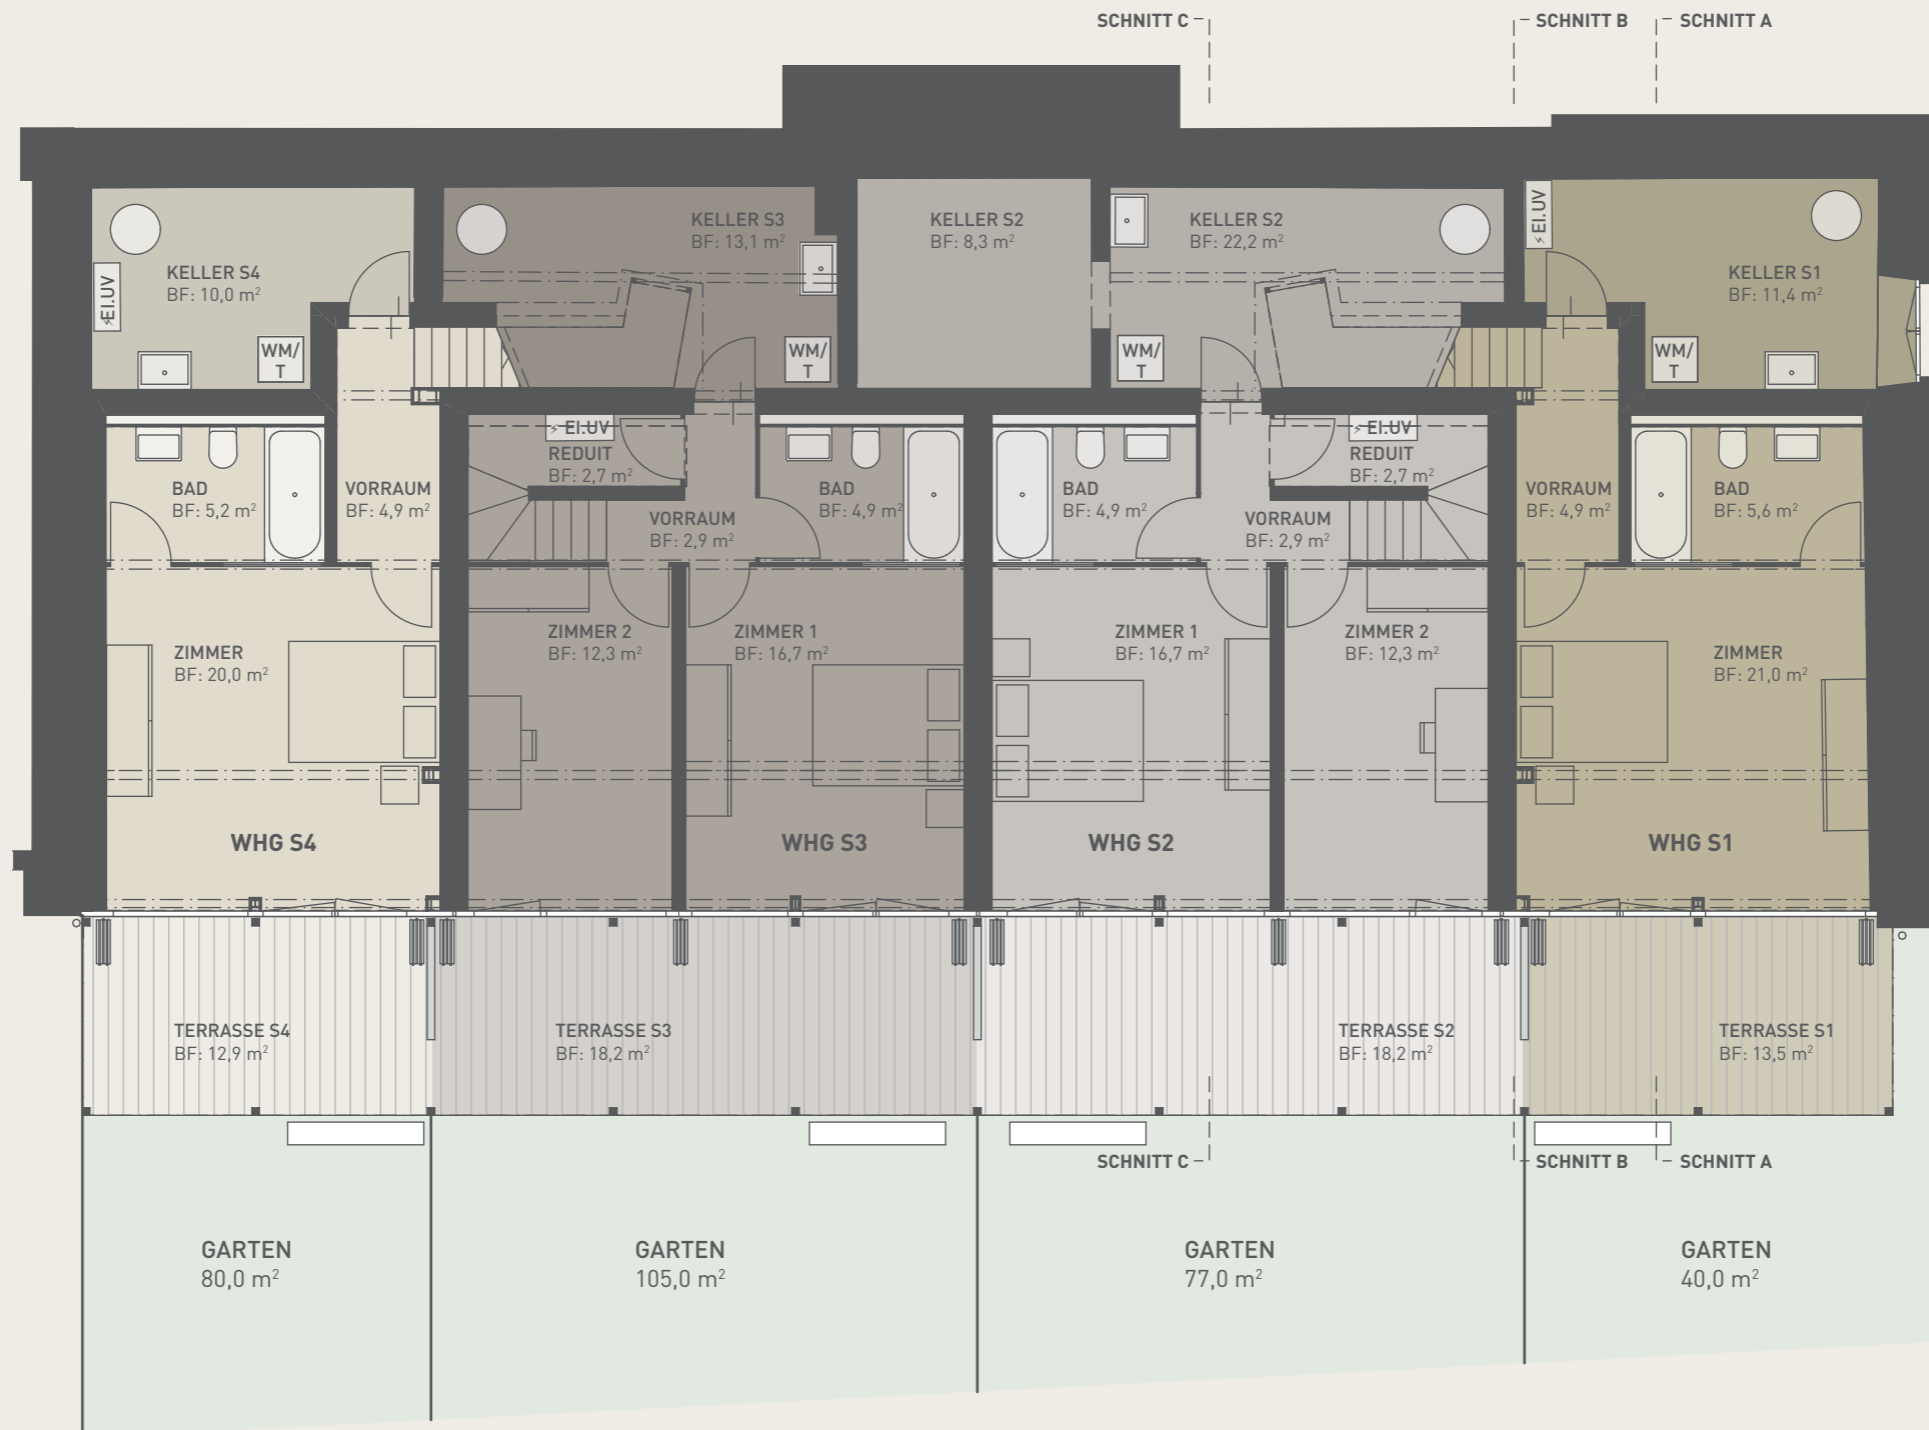 SCHNITT C
SCHNITT B
SCHNITT A
KELLER S4
BF: 10,0 m²
EI.UV
WM/
T
KELLER S3
BF: 13,1 m²
WM/
T
KELLER S2
BF: 8,3 m²
KELLER S2
BF: 22,2 m²
WM/
T
EI.UV
KELLER S1
BF: 11,4 m²
WM/
T
BAD
BF: 5,2 m²
VORRAUM
BF: 4,9 m²
EI.UV
REDUIT
BF: 2,7 m²
VORRAUM
BF: 2,9 m²
BAD
BF: 4,9 m²
BAD
BF: 4,9 m²
VORRAUM
BF: 2,9 m²
EI.UV
REDUIT
BF: 2,7 m²
VORRAUM
BF: 4,9 m²
BAD
BF: 5,6 m²
ZIMMER
BF: 20,0 m²
ZIMMER 2
BF: 12,3 m²
ZIMMER 1
BF: 16,7 m²
ZIMMER 1
BF: 16,7 m²
ZIMMER 2
BF: 12,3 m²
ZIMMER
BF: 21,0 m²
WHG S4
WHG S3
WHG S2
WHG S1
TERRASSE S4
BF: 12,9 m²
TERRASSE S3
BF: 18,2 m²
TERRASSE S2
BF: 18,2 m²
TERRASSE S1
BF: 13,5 m²
SCHNITT C
SCHNITT B
SCHNITT A
GARTEN
80,0 m²
GARTEN
105,0 m²
GARTEN
77,0 m²
GARTEN
40,0 m²